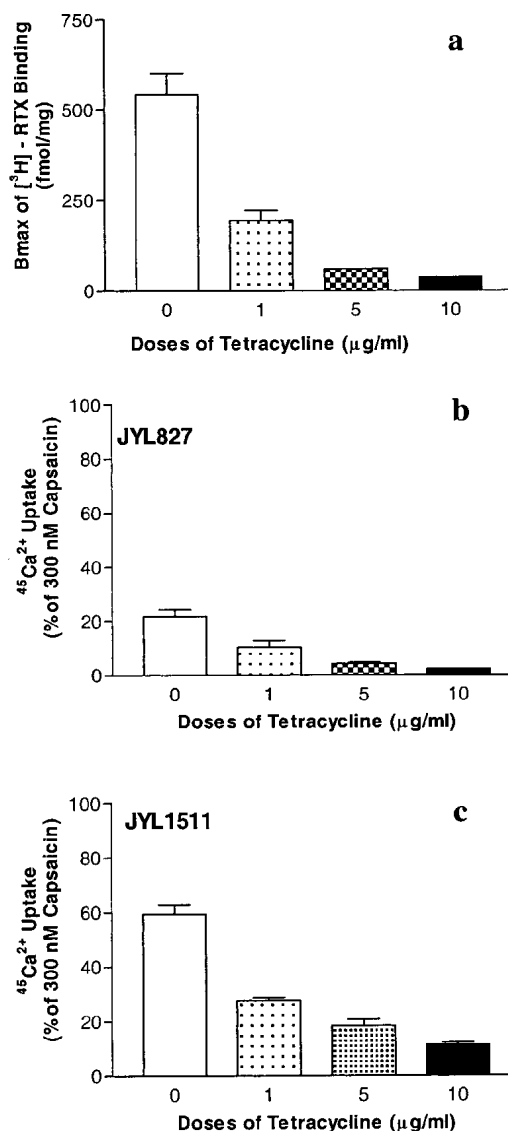 a
750
500
250
0
Bmax of [³H] - RTX Binding
(fmol/mg)
0 1 5 10
Doses of Tetracycline (µg/ml)
b
JYL827
100
80
60
40
20
0
⁴⁵Ca²⁺ Uptake
(% of 300 nM Capsaicin)
0 1 5 10
Doses of Tetracycline (µg/ml)
c
JYL1511
100
80
60
40
20
0
⁴⁵Ca²⁺ Uptake
(% of 300 nM Capsaicin)
0 1 5 10
Doses of Tetracycline (µg/ml)